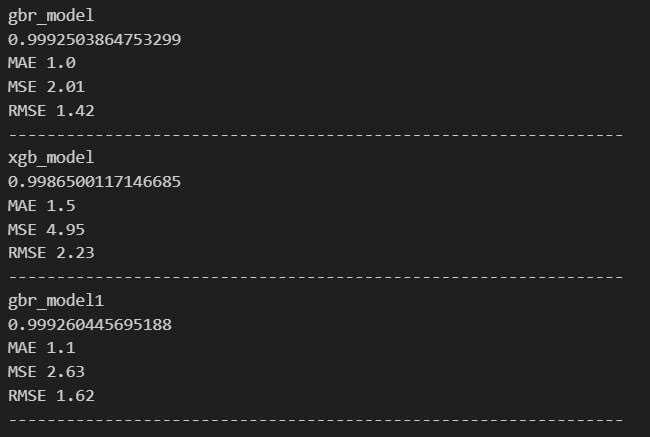 gbr_model
0.9992503864753299
MAE 1.0
MSE 2.01
RMSE 1.42
----------------------------------------------------------------
xgb_model
0.9986500117146685
MAE 1.5
MSE 4.95
RMSE 2.23
----------------------------------------------------------------
gbr_model1
0.999260445695188
MAE 1.1
MSE 2.63
RMSE 1.62
----------------------------------------------------------------